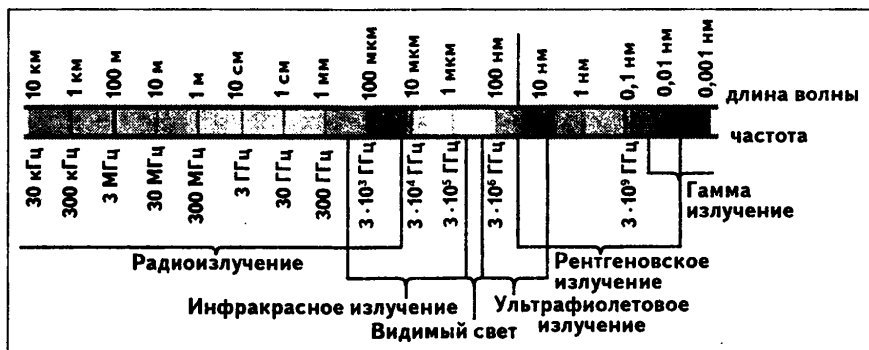 10 км 1 км 100 м 10 м 1 м 10 см 1 см 1 мм 100 мкм 10 мкм 1 мкм 100 нм 10 нм 1 нм 0,1 нм 0,01 нм 0,001 нм
длина волны
частота
30 кГц 300 кГц 3 МГц 30 МГц 300 МГц 3 ГГц 30 ГГц 300 ГГц 3·10³ ГГц 3·10⁴ ГГц 3·10⁵ ГГц 3·10⁶ ГГц 3·10⁹ ГГц
Гамма
излучение
Радиоизлучение
Рентгеновское
излучение
Инфракрасное излучение
Ультрафиолетовое
излучение
Видимый свет